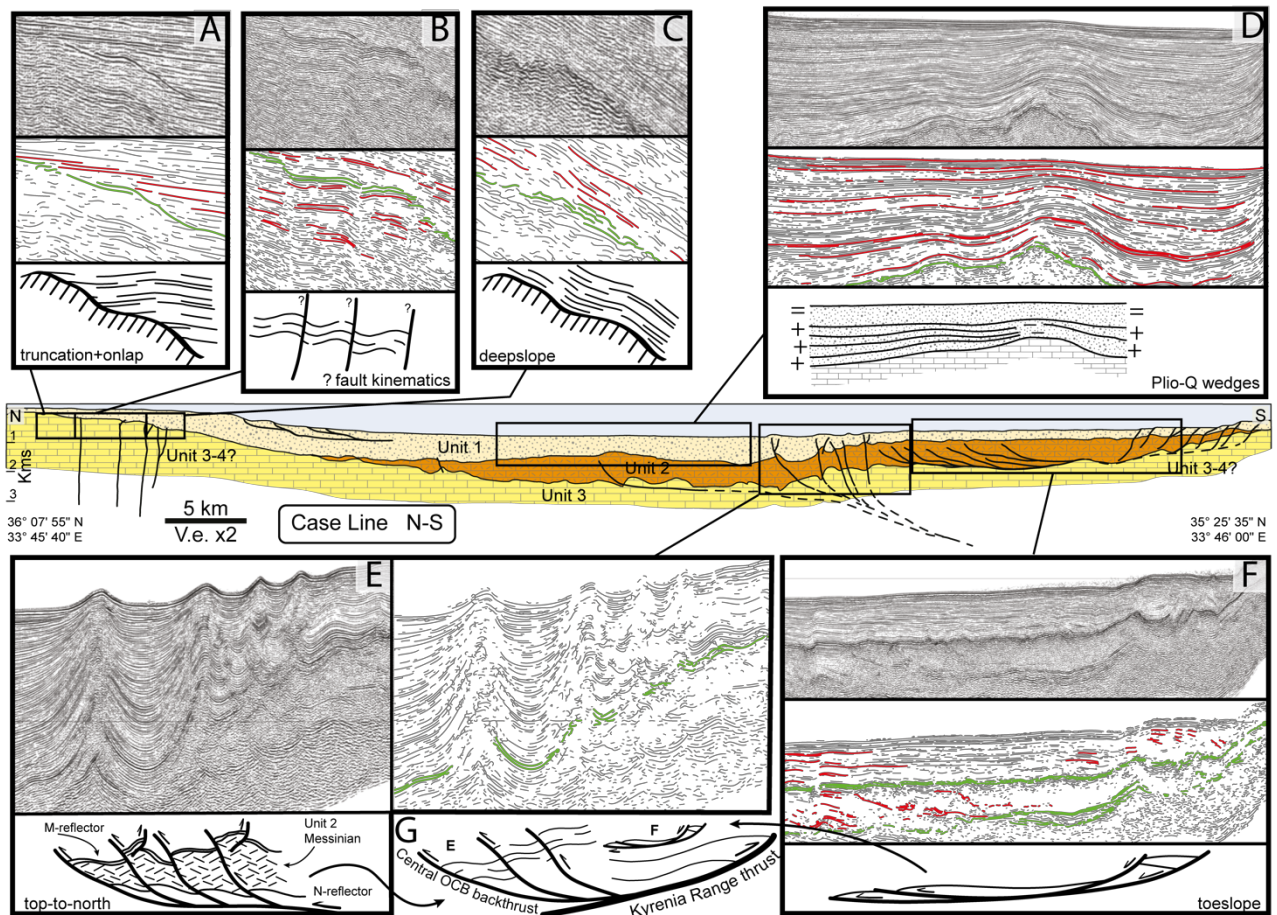 A
B
C
D
truncation+onlap
?
?
?
? fault kinematics
deepslope
=
+
+
=
+
+
Plio-Q wedges
N
S
1
2
3
Kms
Unit 3-4?
Unit 1
Unit 2
Unit 3
Unit 3-4?
36° 07' 55" N
33° 45' 40" E
5 km
V.e. x2
Case Line N-S
35° 25' 35" N
33° 46' 00" E
E
F
M-reflector
Unit 2
Messinian
N-reflector
top-to-north
G
E
F
Central OCB backthrust
Kyrenia Range thrust
toeslope